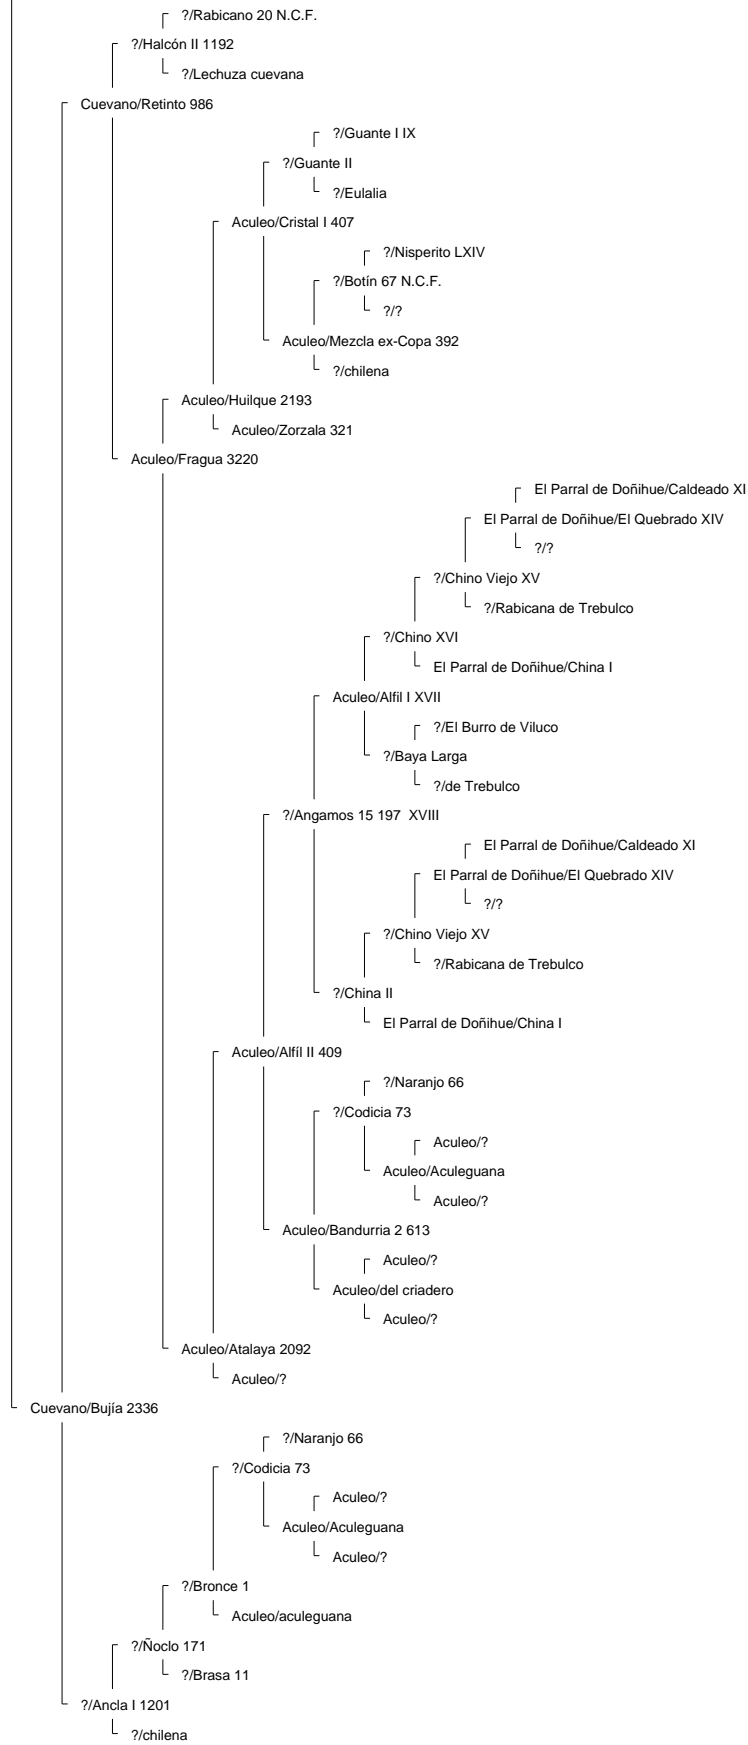 ?/Rabicano 20 N.C.F.
?/Halcón II 1192
?/Lechuza cuevana
Cuevano/Retinto 986
?/Guante I IX
?/Guante II
?/Eulalia
Aculeo/Cristal I 407
?/Nisperito LXIV
?/Botín 67 N.C.F.
?/?
Aculeo/Mezcla ex-Copa 392
?/chilena
Aculeo/Huilque 2193
Aculeo/Zorzala 321
Aculeo/Fragua 3220
El Parral de Doñihue/Caldeado XI
El Parral de Doñihue/El Quebrado XIV
?/?
?/Chino Viejo XV
?/Rabicana de Trebulco
?/Chino XVI
El Parral de Doñihue/China I
Aculeo/Alfil I XVII
?/El Burro de Viluco
?/Baya Larga
?/de Trebulco
?/Angamos 15 197 XVIII
El Parral de Doñihue/Caldeado XI
El Parral de Doñihue/El Quebrado XIV
?/?
?/Chino Viejo XV
?/Rabicana de Trebulco
?/China II
El Parral de Doñihue/China I
Aculeo/Alfíl II 409
?/Naranjo 66
?/Codicia 73
Aculeo/?
Aculeo/Aculeguana
Aculeo/?
Aculeo/Bandurria 2 613
Aculeo/?
Aculeo/del criadero
Aculeo/?
Aculeo/Atalaya 2092
Aculeo/?
Cuevano/Bujía 2336
?/Naranjo 66
?/Codicia 73
Aculeo/?
Aculeo/Aculeguana
Aculeo/?
?/Bronce 1
Aculeo/aculeguana
?/Ñoclo 171
?/Brasa 11
?/Ancla I 1201
?/chilena